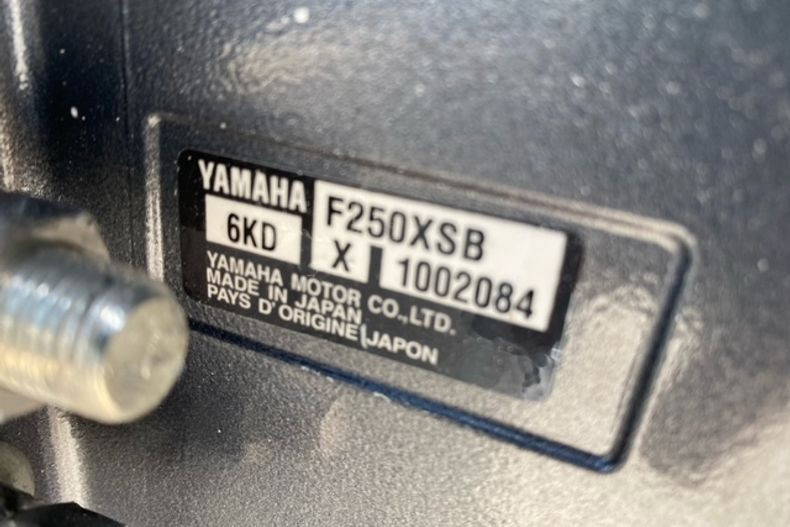 YAMAHA F250XSB
6KD X 1002084
YAMAHA MOTOR CO.,LTD.
MADE IN JAPAN
PAYS D'ORIGINE JAPON